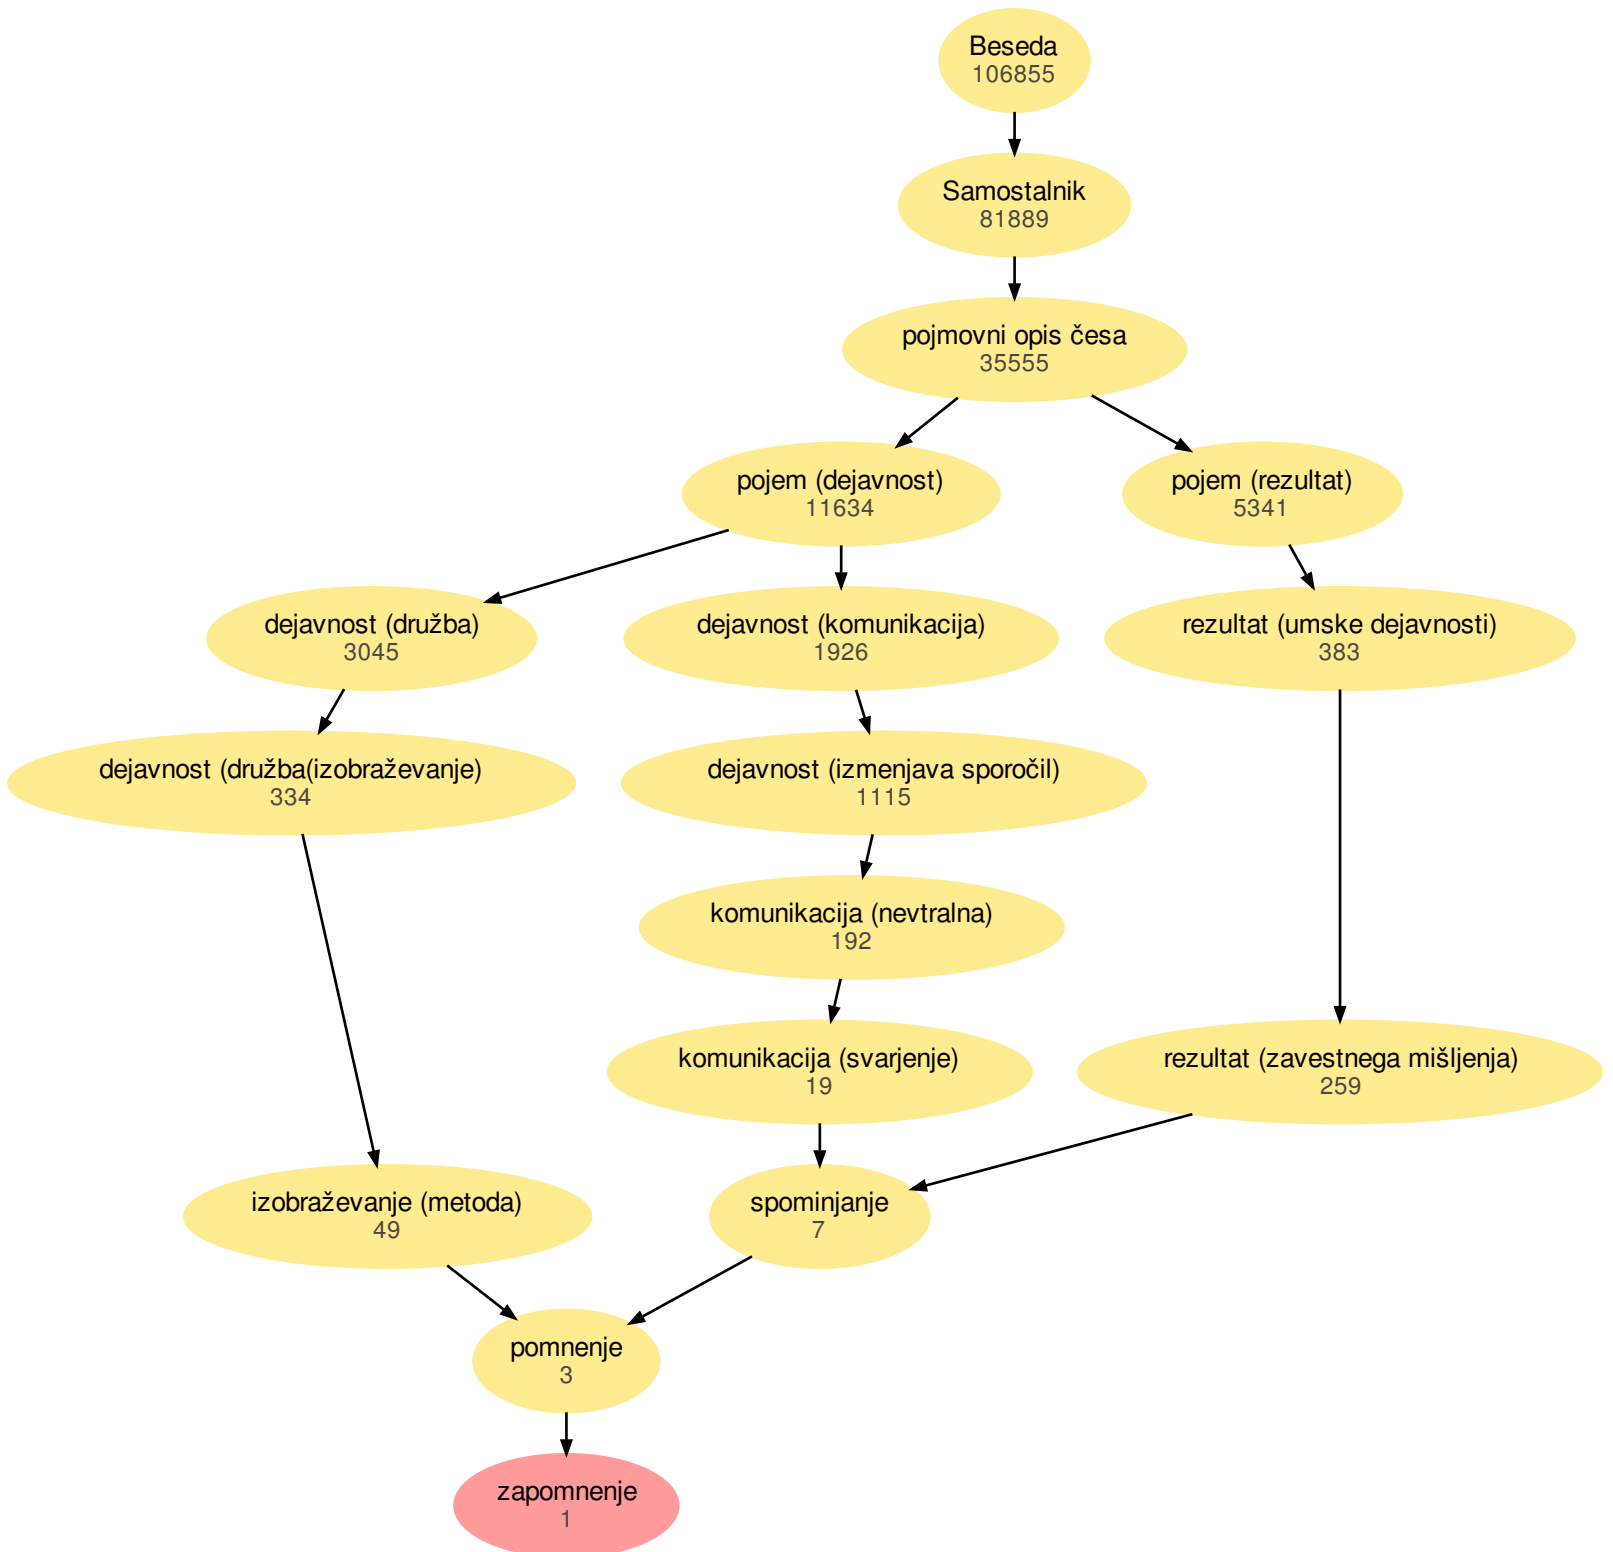 Beseda
106855
Samostalnik
81889
pojmovni opis česa
35555
pojem (dejavnost)
11634
pojem (rezultat)
5341
dejavnost (družba)
3045
dejavnost (komunikacija)
1926
rezultat (umske dejavnosti)
383
dejavnost (družba(izobraževanje)
334
dejavnost (izmenjava sporočil)
1115
komunikacija (nevtralna)
192
komunikacija (svarjenje)
19
rezultat (zavestnega mišljenja)
259
izobraževanje (metoda)
49
spominjanje
7
pomnenje
3
zapomnenje
1